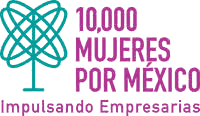 10,000
MUJERES
POR MÉXICO
Impulsando Empresarias